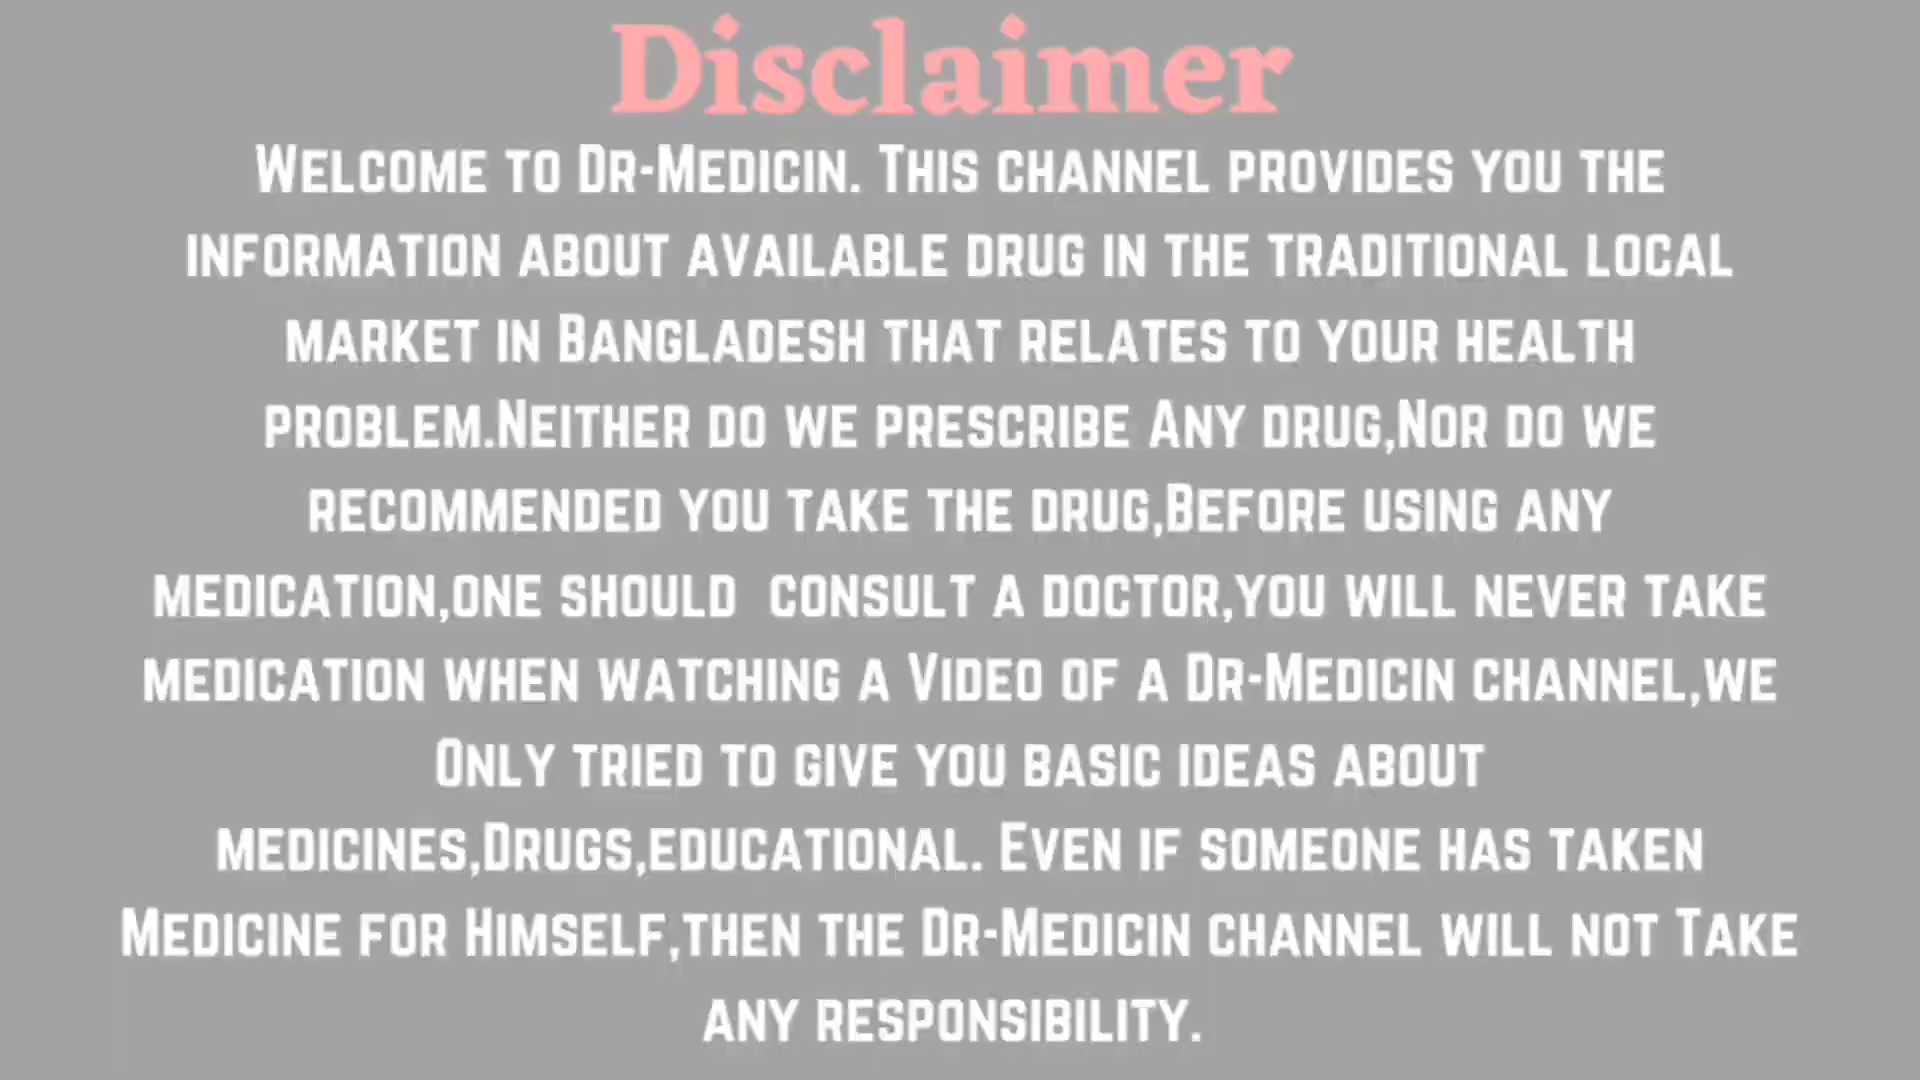 Disclaimer
Welcome to Dr-Medicin. This channel provides you the
information about available drug in the traditional local
market in Bangladesh that relates to your health
problem.Neither do we prescribe Any drug,Nor do we
recommended you take the drug,Before using any
medication,one should consult a doctor,you will never take
medication when watching a Video of a Dr-Medicin channel,we
Only tried to give you basic ideas about
medicines,Drugs,educational. Even if someone has taken
Medicine for Himself,then the Dr-Medicin channel will not Take
any responsibility.